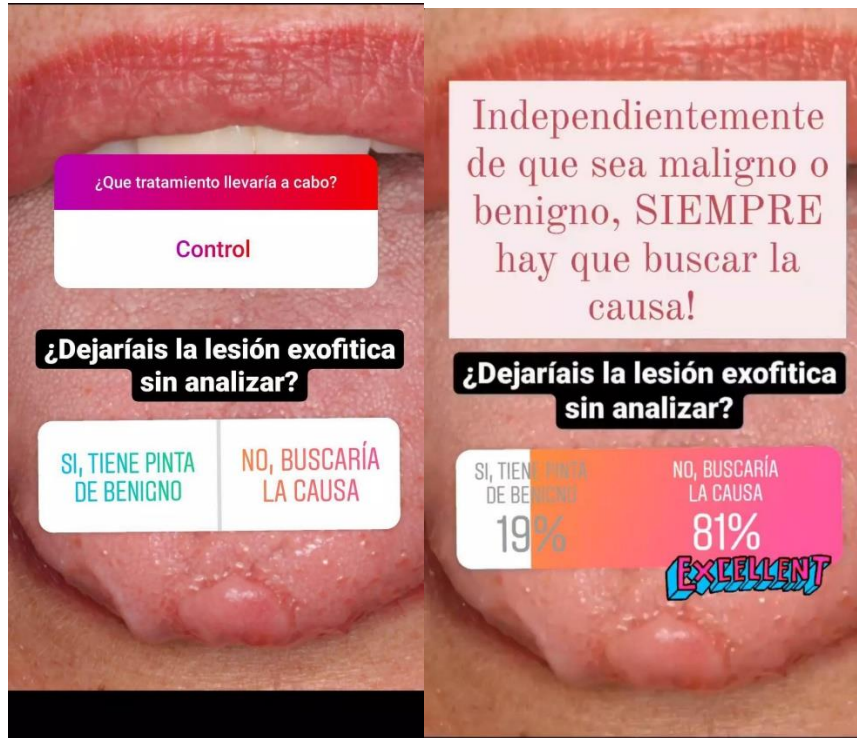 ¿Que tratamiento llevaría a cabo?
Control
¿Dejaríais la lesión exofitica
sin analizar?
SI, TIENE PINTA
DE BENIGNO
NO, BUSCARÍA
LA CAUSA
Independientemente
de que sea maligno o
benigno, SIEMPRE
hay que buscar la
causa!
¿Dejaríais la lesión exofitica
sin analizar?
SI, TIENE PINTA
DE BENIGNO
19%
NO, BUSCARÍA
LA CAUSA
81%
EXCELLENT